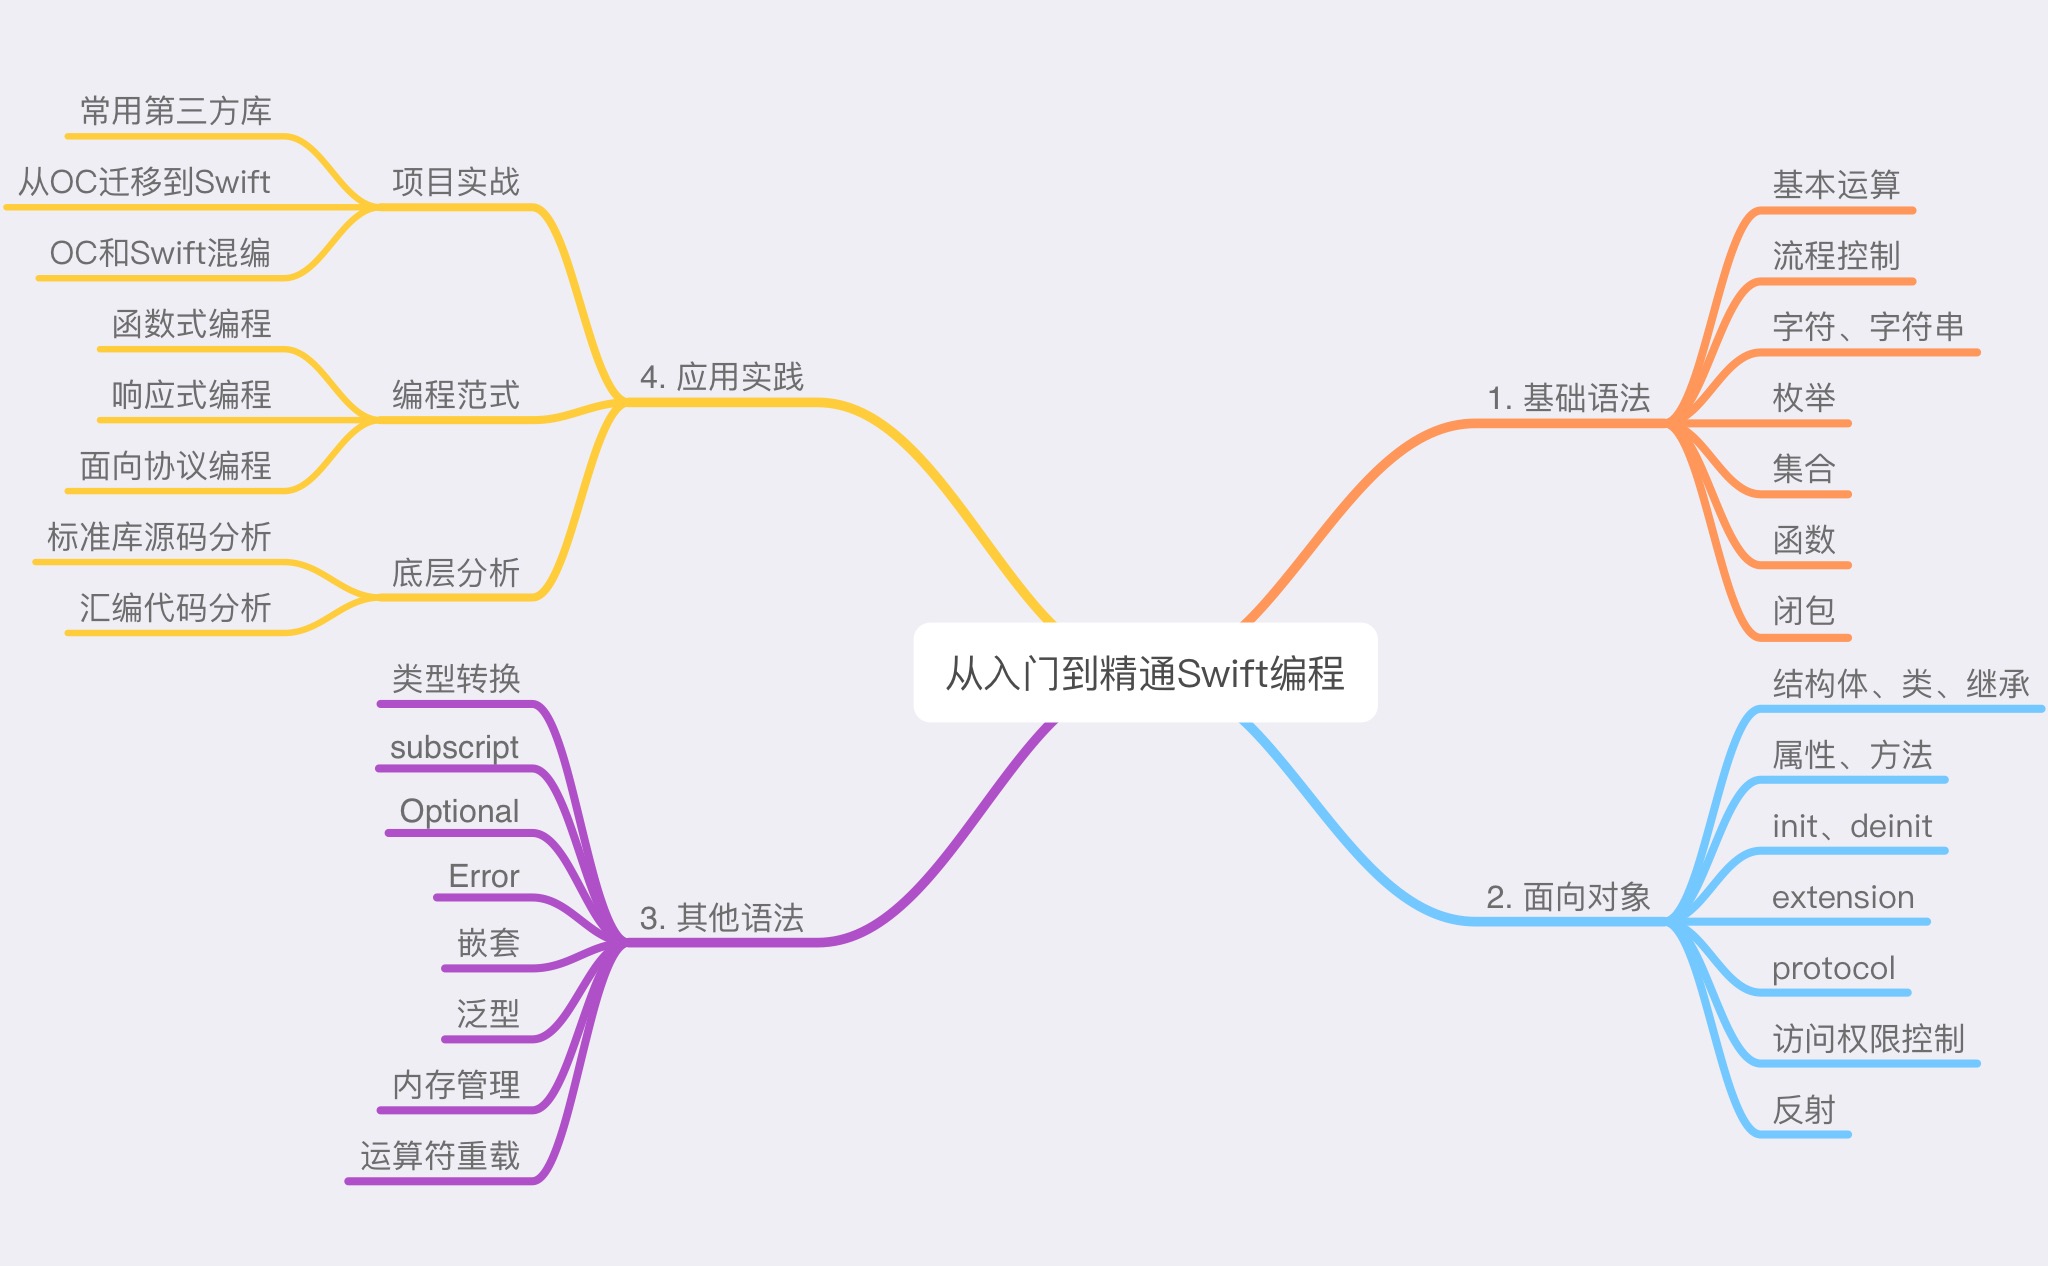 从入门到精通Swift编程
1. 基础语法
基本运算
流程控制
字符、字符串
枚举
集合
函数
闭包
2. 面向对象
结构体、类、继承
属性、方法
init、deinit
extension
protocol
访问权限控制
反射
3. 其他语法
类型转换
subscript
Optional
Error
嵌套
泛型
内存管理
运算符重载
4. 应用实践
项目实战
常用第三方库
从OC迁移到Swift
OC和Swift混编
编程范式
函数式编程
响应式编程
面向协议编程
底层分析
标准库源码分析
汇编代码分析